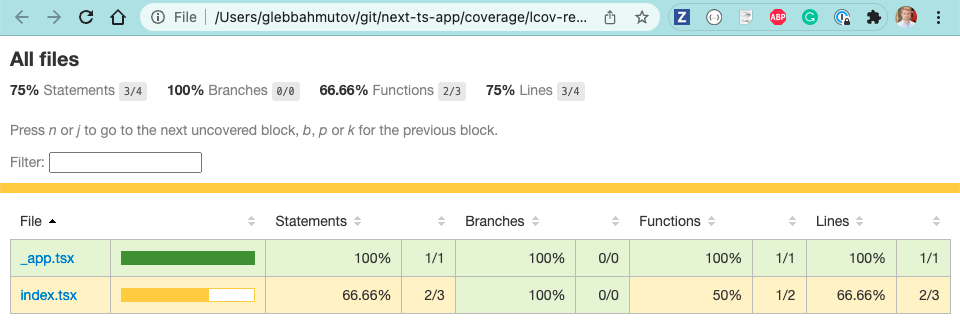 File /Users/glebbahmutov/git/next-ts-app/coverage/lcov-re...
Z {} ABP G
All files
75% Statements 3/4 100% Branches 0/0 66.66% Functions 2/3 75% Lines 3/4
Press n or j to go to the next uncovered block, b, p or k for the previous block.
Filter:
File Statements Branches Functions Lines
_app.tsx 100% 1/1 100% 0/0 100% 1/1 100% 1/1
index.tsx 66.66% 2/3 100% 0/0 50% 1/2 66.66% 2/3